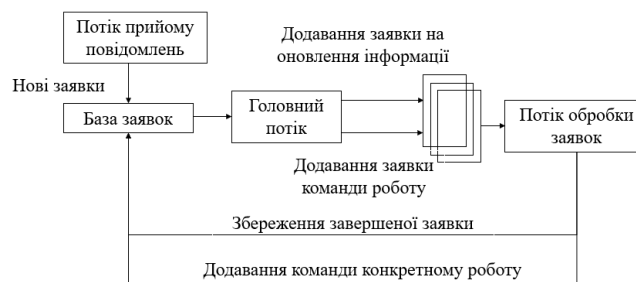 Потік прийому
повідомлень
Додавання заявки на
оновлення інформації
Нові заявки
База заявок
Головний
потік
Потік обробки
заявок
Додавання заявки
команди роботу
Збереження завершеної заявки
Додавання команди конкретному роботу